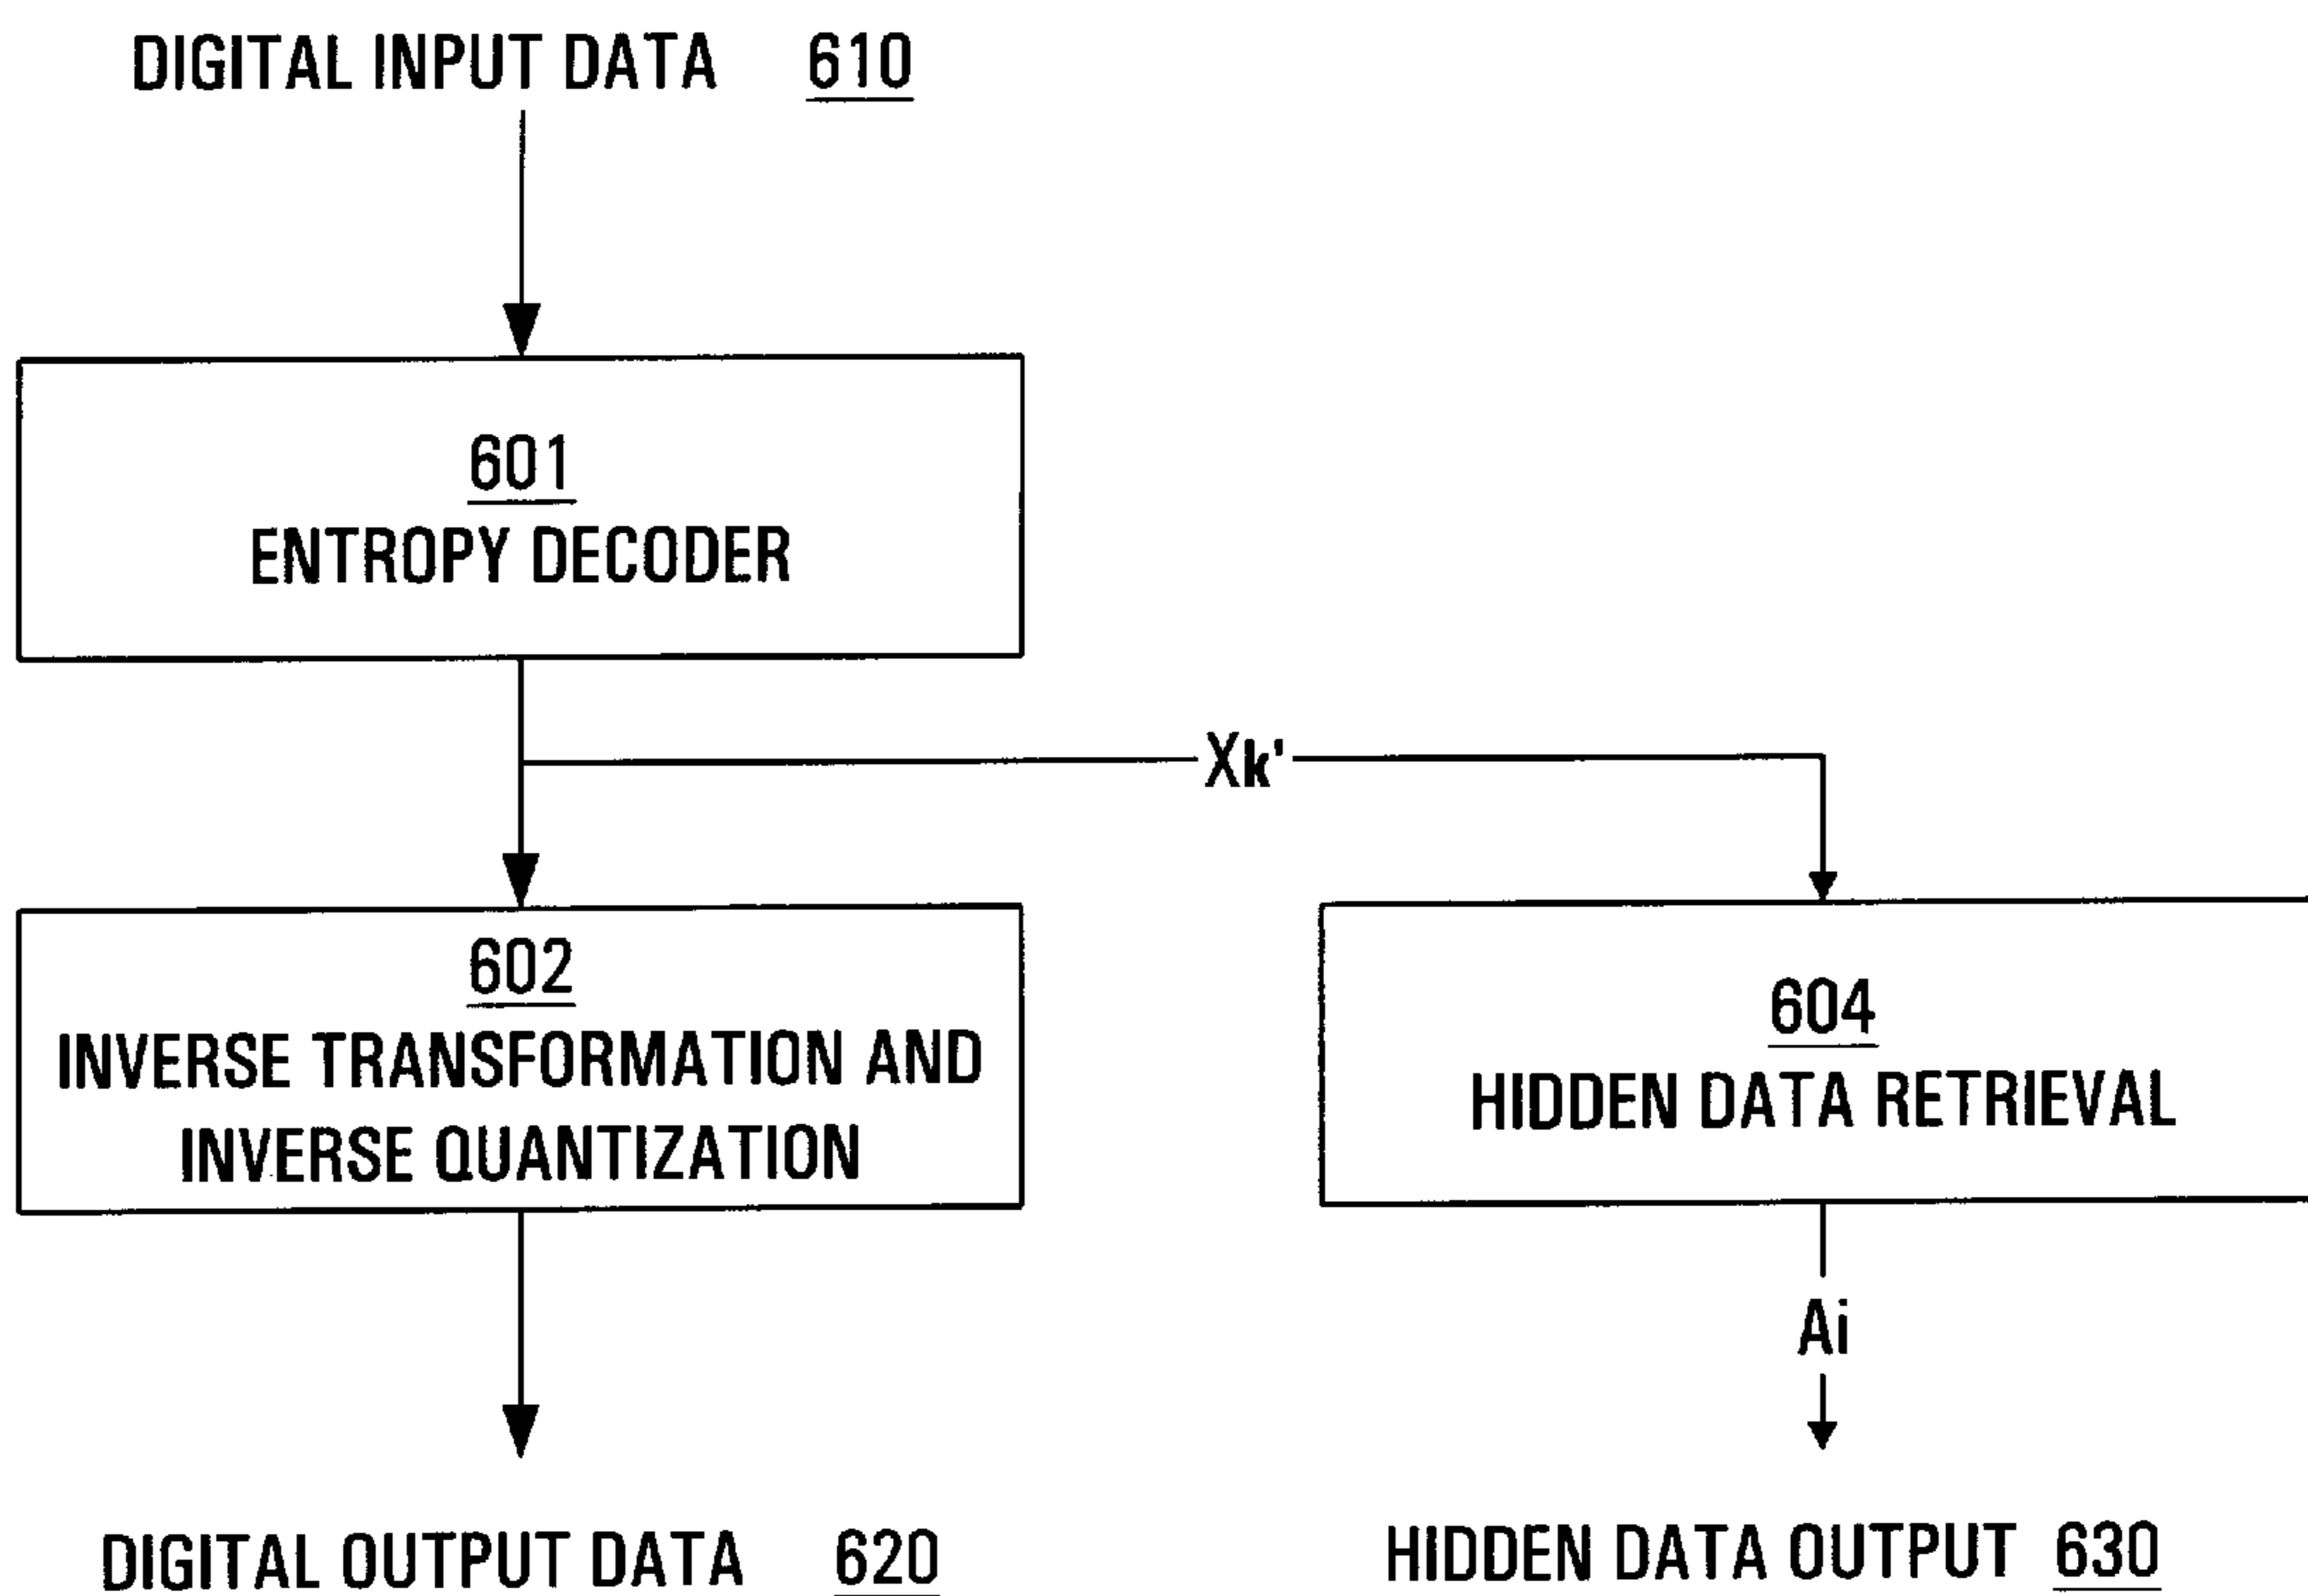 DIGITAL INPUT DATA 610
601
ENTROPY DECODER
Xk'
602
INVERSE TRANSFORMATION AND
INVERSE QUANTIZATION
604
HIDDEN DATA RETRIEVAL
Ai
DIGITAL OUTPUT DATA 620
HIDDEN DATA OUTPUT 630